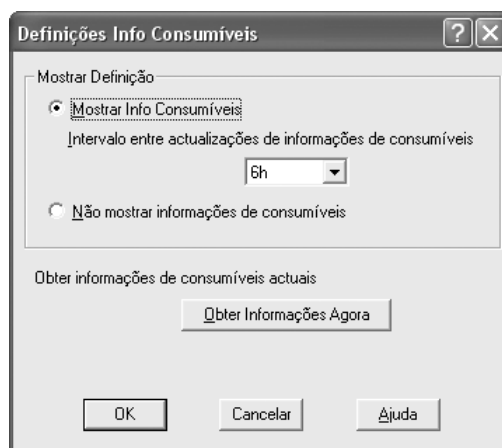 Definições Info Consumíveis
Mostrar Definição
Mostrar Info Consumíveis
Intervalo entre actualizações de informações de consumíveis
6h
Não mostrar informações de consumíveis
Obter informações de consumíveis actuais
Obter Informações Agora
OK Cancelar Ajuda